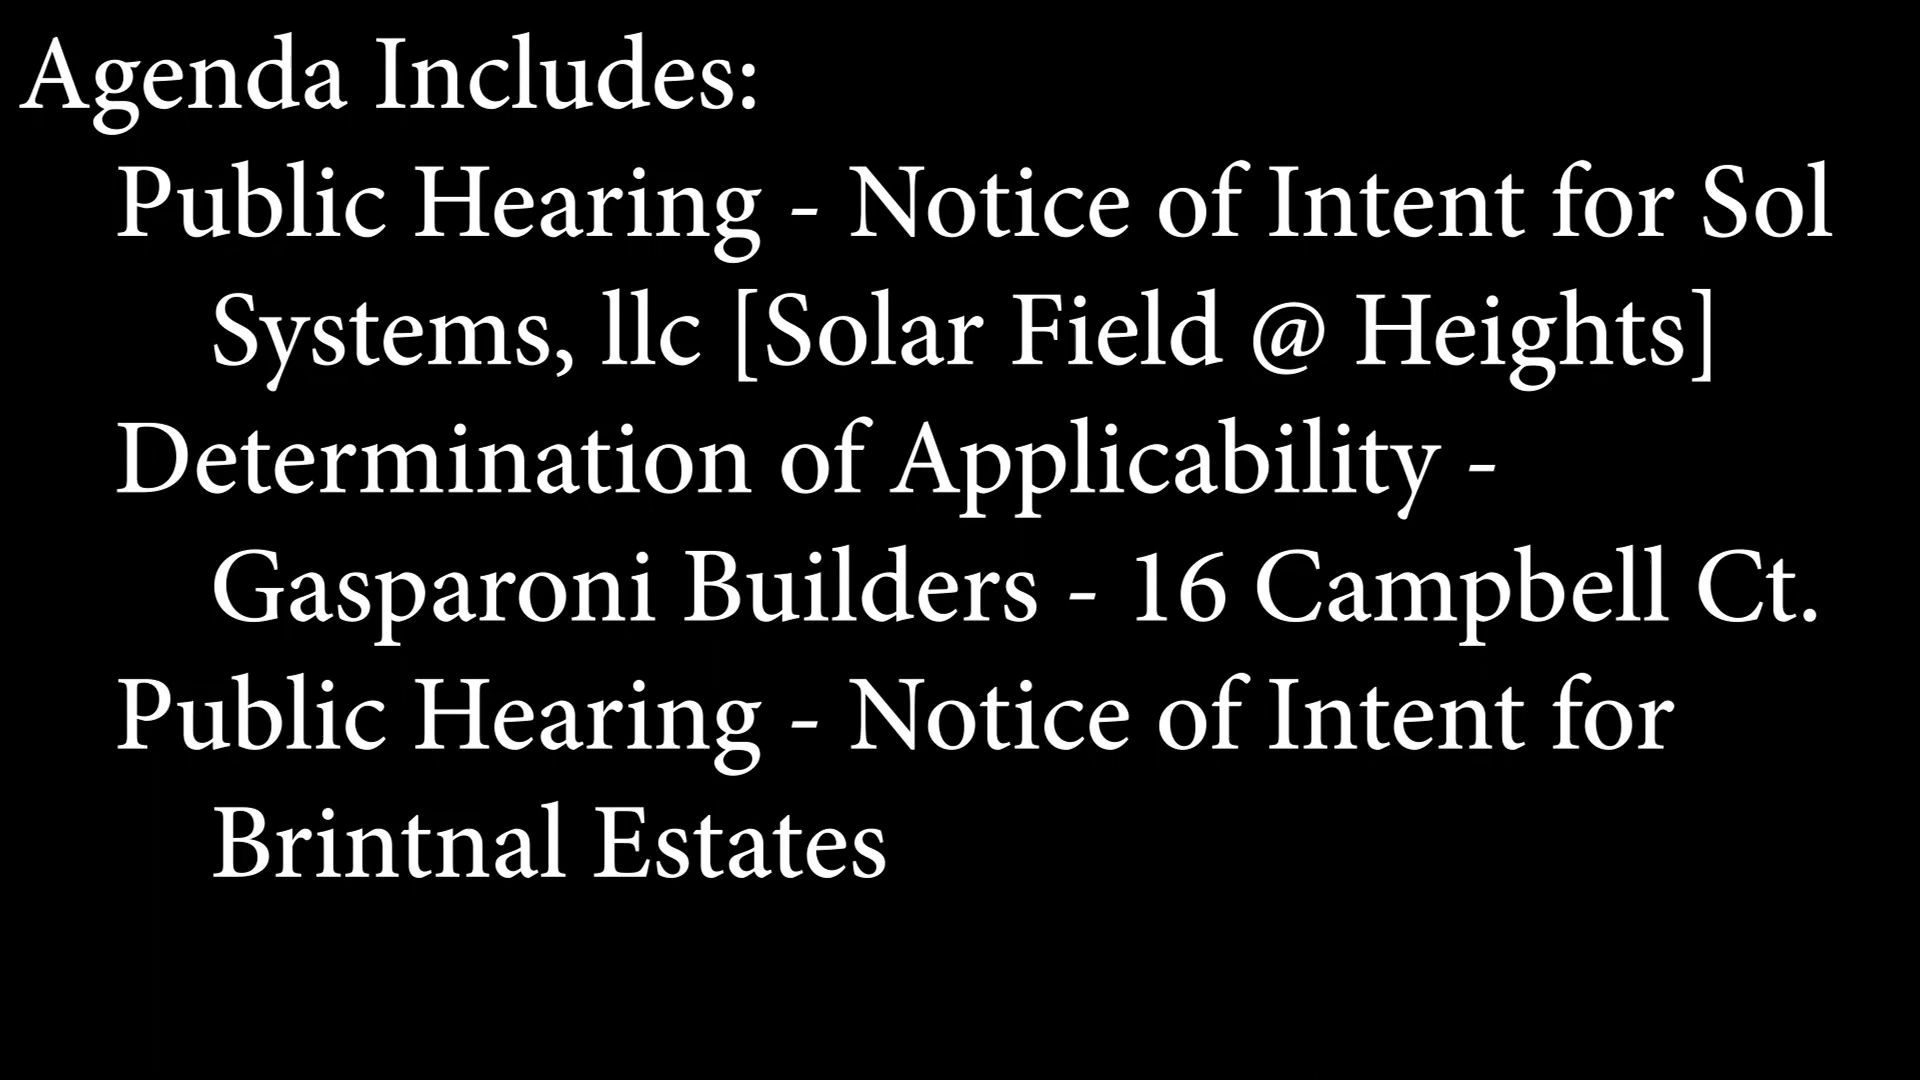 Agenda Includes:
Public Hearing - Notice of Intent for Sol
Systems, llc [Solar Field @ Heights]
Determination of Applicability -
Gasparoni Builders - 16 Campbell Ct.
Public Hearing - Notice of Intent for
Brintnal Estates